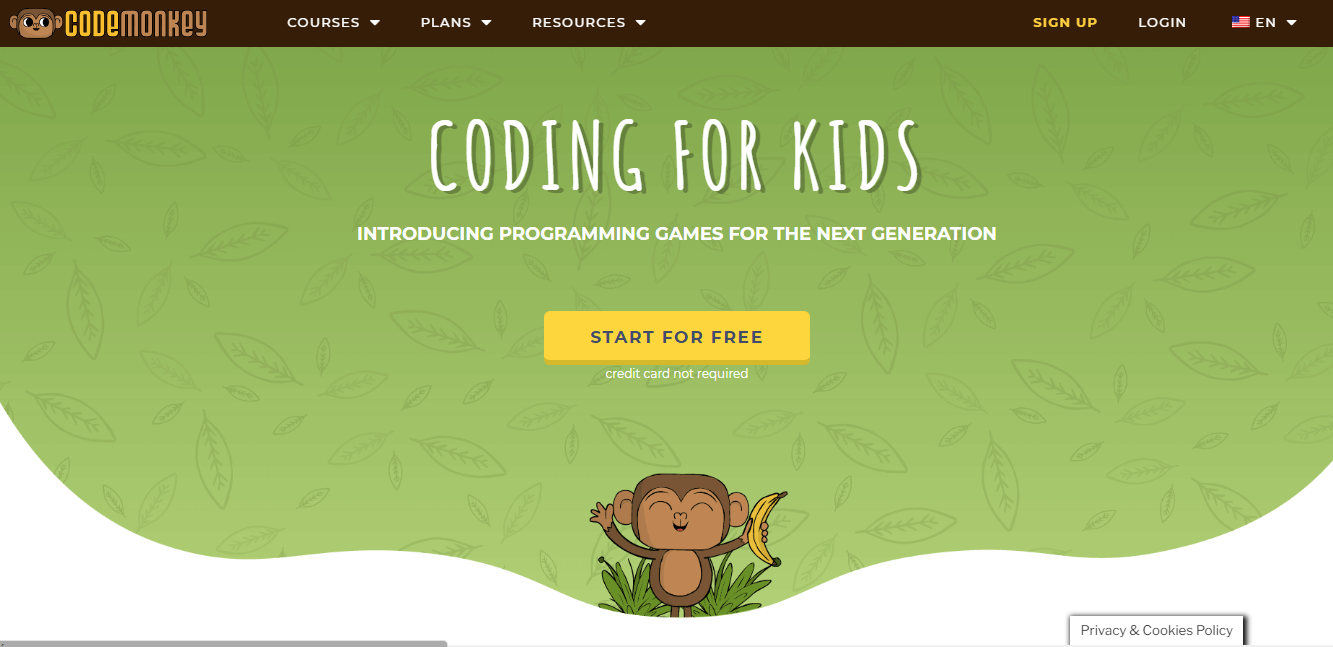 CODEMONKEY
COURSES PLANS RESOURCES SIGN UP LOGIN EN
CODING FOR KIDS
INTRODUCING PROGRAMMING GAMES FOR THE NEXT GENERATION
START FOR FREE
credit card not required
Privacy & Cookies Policy